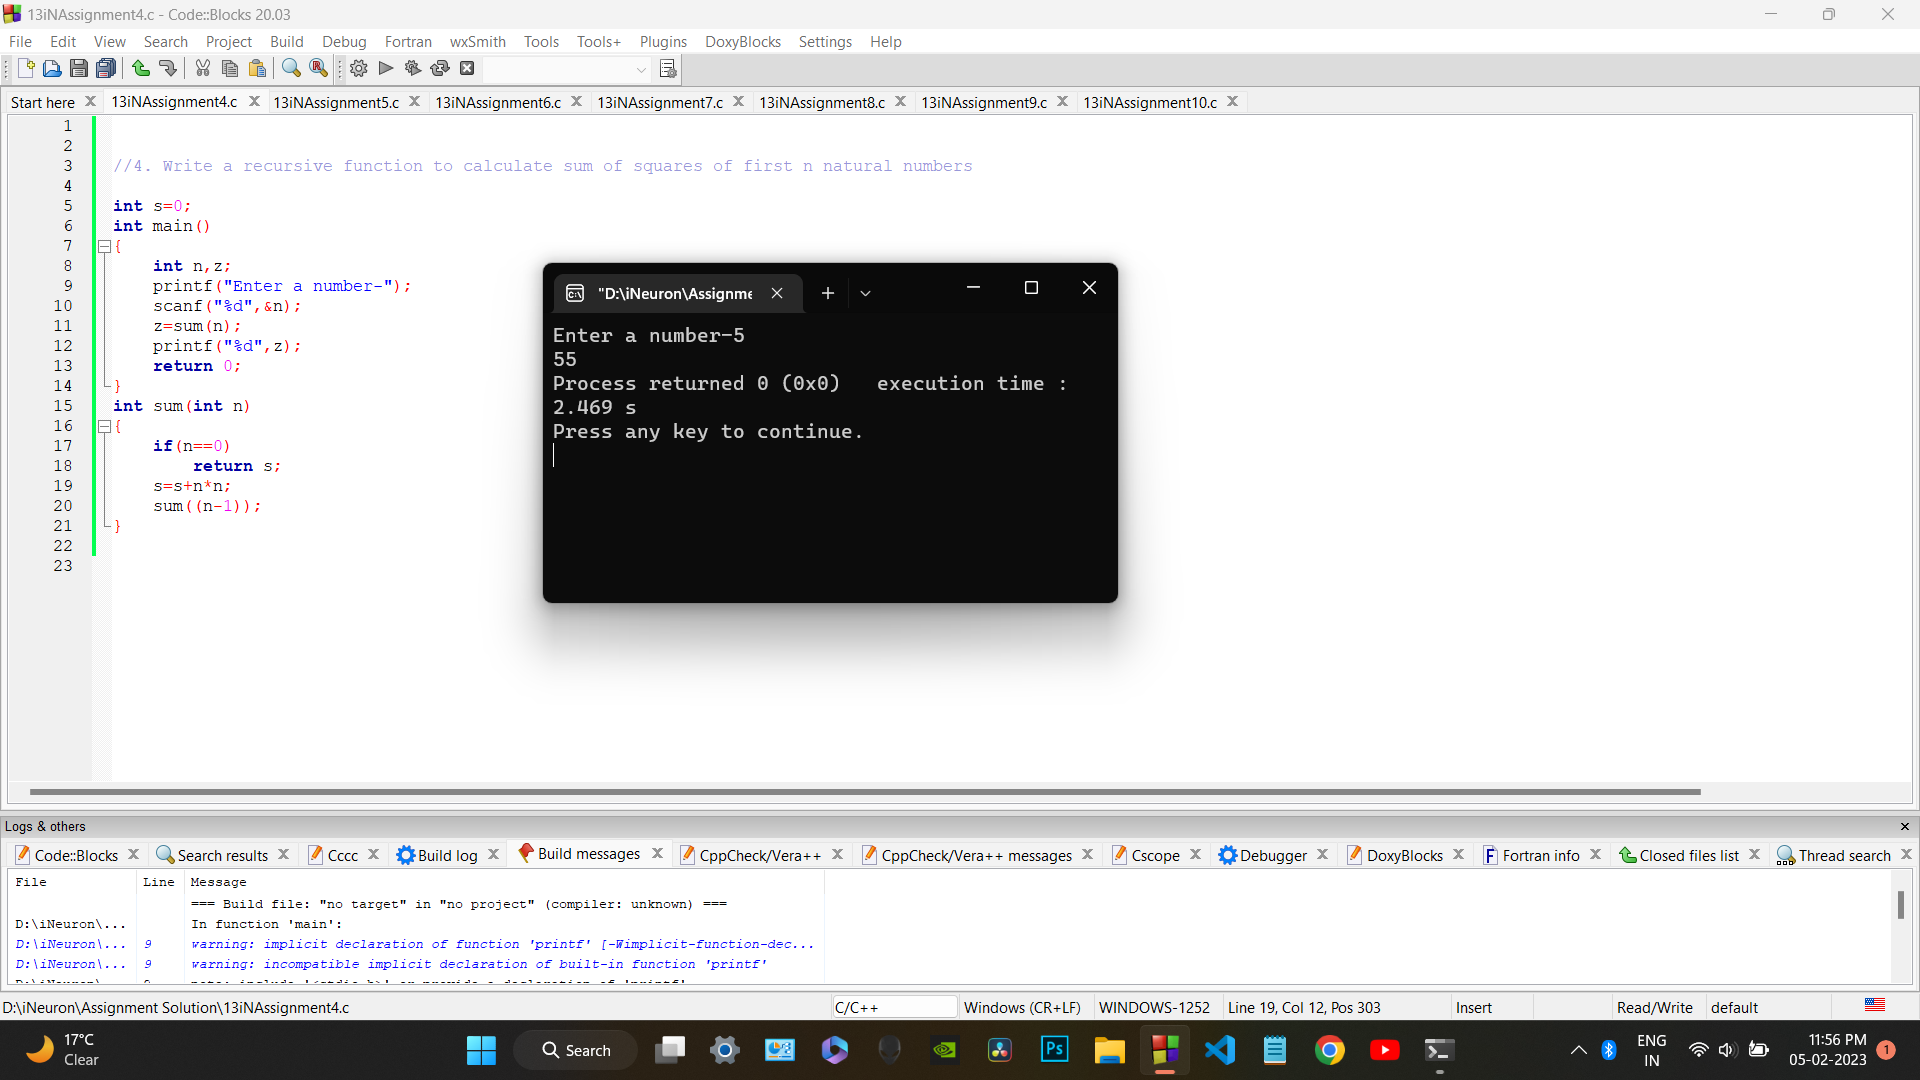 13iNAssignment4.c - Code::Blocks 20.03
File Edit View Search Project Build Debug Fortran wxSmith Tools Tools+ Plugins DoxyBlocks Settings Help
Start here 13iNAssignment4.c 13iNAssignment5.c 13iNAssignment6.c 13iNAssignment7.c 13iNAssignment8.c 13iNAssignment9.c 13iNAssignment10.c
1
2
3 //4. Write a recursive function to calculate sum of squares of first n natural numbers
4
5 int s=0;
6 int main()
7 {
8 int n,z;
9 printf("Enter a number-");
10 scanf("%d",&n);
11 z=sum(n);
12 printf("%d",z);
13 return 0;
14 }
15 int sum(int n)
16 {
17 if(n==0)
18 return s;
19 s=s+n*n;
20 sum((n-1));
21 }
22
23
"D:\iNeuron\Assignme
Enter a number-5
55
Process returned 0 (0x0)   execution time :
2.469 s
Press any key to continue.
Logs & others
Code::Blocks Search results Cccc Build log Build messages CppCheck/Vera++ CppCheck/Vera++ messages Cscope Debugger DoxyBlocks Fortran info Closed files list Thread search
File Line Message
=== Build file: "no target" in "no project" (compiler: unknown) ===
D:\iNeuron\... In function 'main':
D:\iNeuron\... 9 warning: implicit declaration of function 'printf' [-Wimplicit-function-dec...
D:\iNeuron\... 9 warning: incompatible implicit declaration of built-in function 'printf'
D:\iNeuron\Assignment Solution\13iNAssignment4.c C/C++ Windows (CR+LF) WINDOWS-1252 Line 19, Col 12, Pos 303 Insert Read/Write default
17°C
Clear
Search
Ps
ENG
IN
11:56 PM
05-02-2023
1